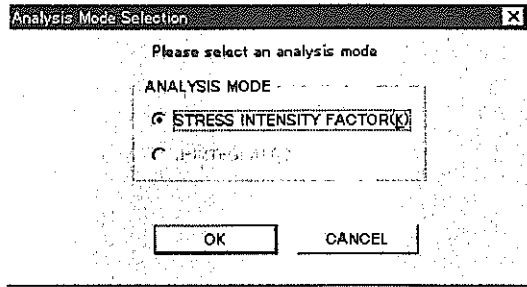 Analysis Mode Selection
Please select an analysis mode
ANALYSIS MODE
STRESS INTENSITY FACTOR(K)
OK CANCEL